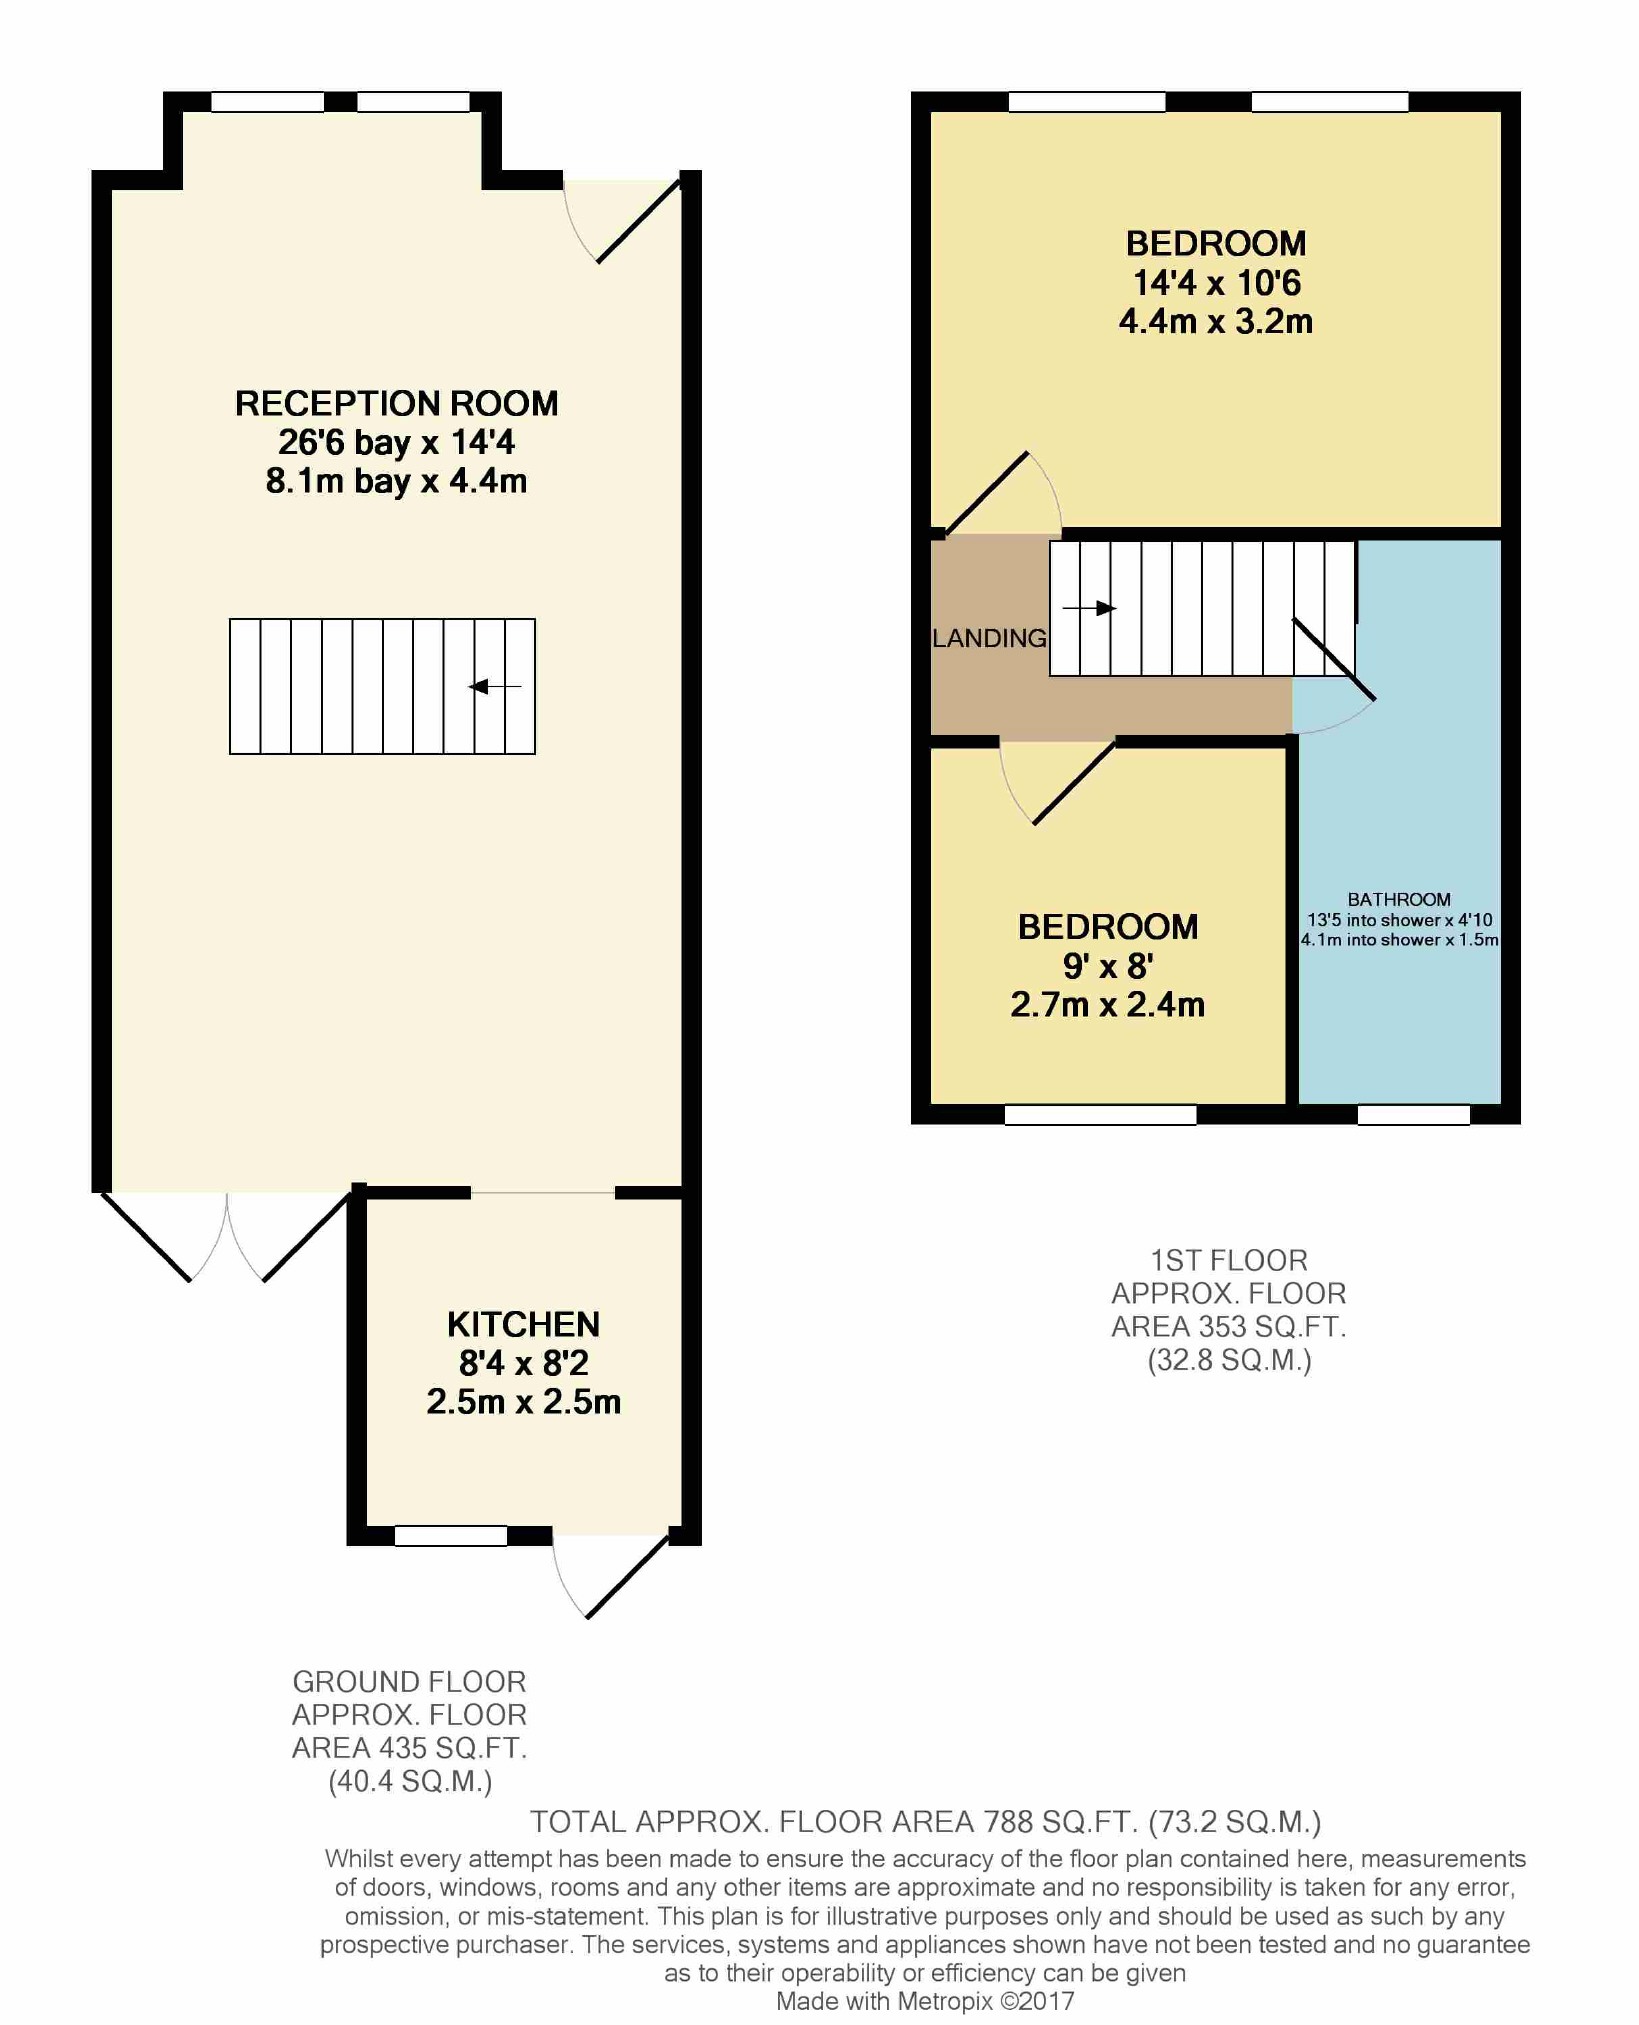 RECEPTION ROOM
26'6 bay x 14'4
8.1m bay x 4.4m
KITCHEN
8'4 x 8'2
2.5m x 2.5m
GROUND FLOOR
APPROX. FLOOR
AREA 435 SQ.FT.
(40.4 SQ.M.)
BEDROOM
14'4 x 10'6
4.4m x 3.2m
LANDING
BEDROOM
9' x 8'
2.7m x 2.4m
BATHROOM
13'5 into shower x 4'10
4.1m into shower x 1.5m
1ST FLOOR
APPROX. FLOOR
AREA 353 SQ.FT.
(32.8 SQ.M.)
TOTAL APPROX. FLOOR AREA 788 SQ.FT. (73.2 SQ.M.)
Whilst every attempt has been made to ensure the accuracy of the floor plan contained here, measurements
of doors, windows, rooms and any other items are approximate and no responsibility is taken for any error,
omission, or mis-statement. This plan is for illustrative purposes only and should be used as such by any
prospective purchaser. The services, systems and appliances shown have not been tested and no guarantee
as to their operability or efficiency can be given
Made with Metropix ©2017